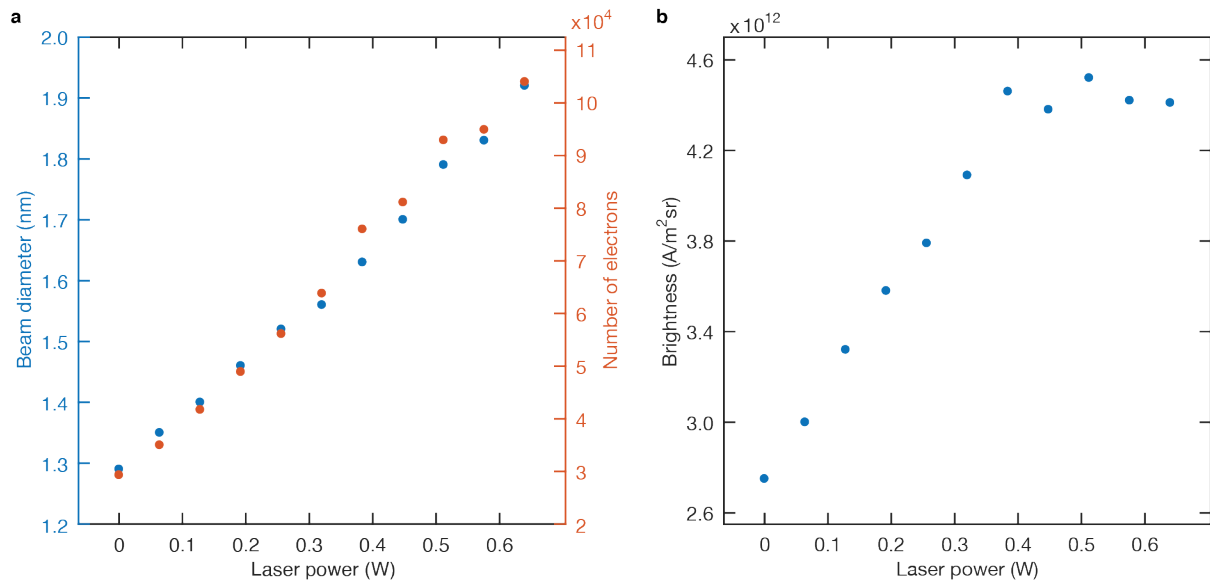 a
x10⁴
2.0
1.9
1.8
1.7
1.6
1.5
1.4
1.3
1.2
Beam diameter (nm)
11
10
9
8
7
6
5
4
3
2
Number of electrons
0 0.1 0.2 0.3 0.4 0.5 0.6
Laser power (W)
b
x10¹²
4.6
4.2
3.8
3.4
3.0
2.6
Brightness (A/m²sr)
0 0.1 0.2 0.3 0.4 0.5 0.6
Laser power (W)